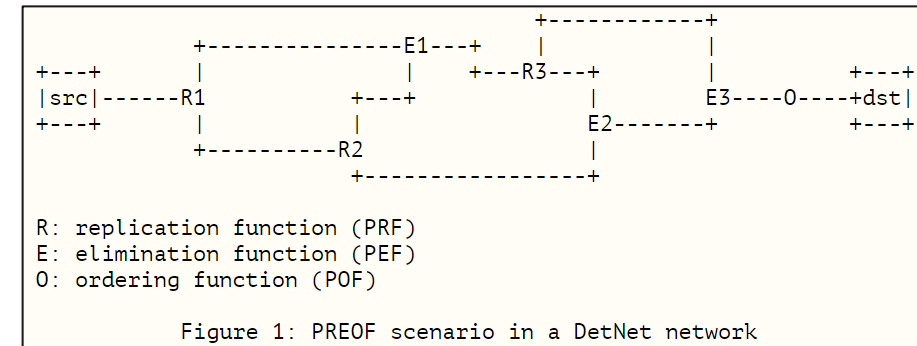 +------------+
               +---------------E1---+    |            |
+---+          |               |    +---R3---+        |          +---+
|src|------R1           +---+             |        E3----O----+dst|
+---+          |           |                 E2-------+          +---+
               +----------R2                 |
                           +-----------------+

R: replication function (PRF)
E: elimination function (PEF)
O: ordering function (POF)

Figure 1: PREOF scenario in a DetNet network